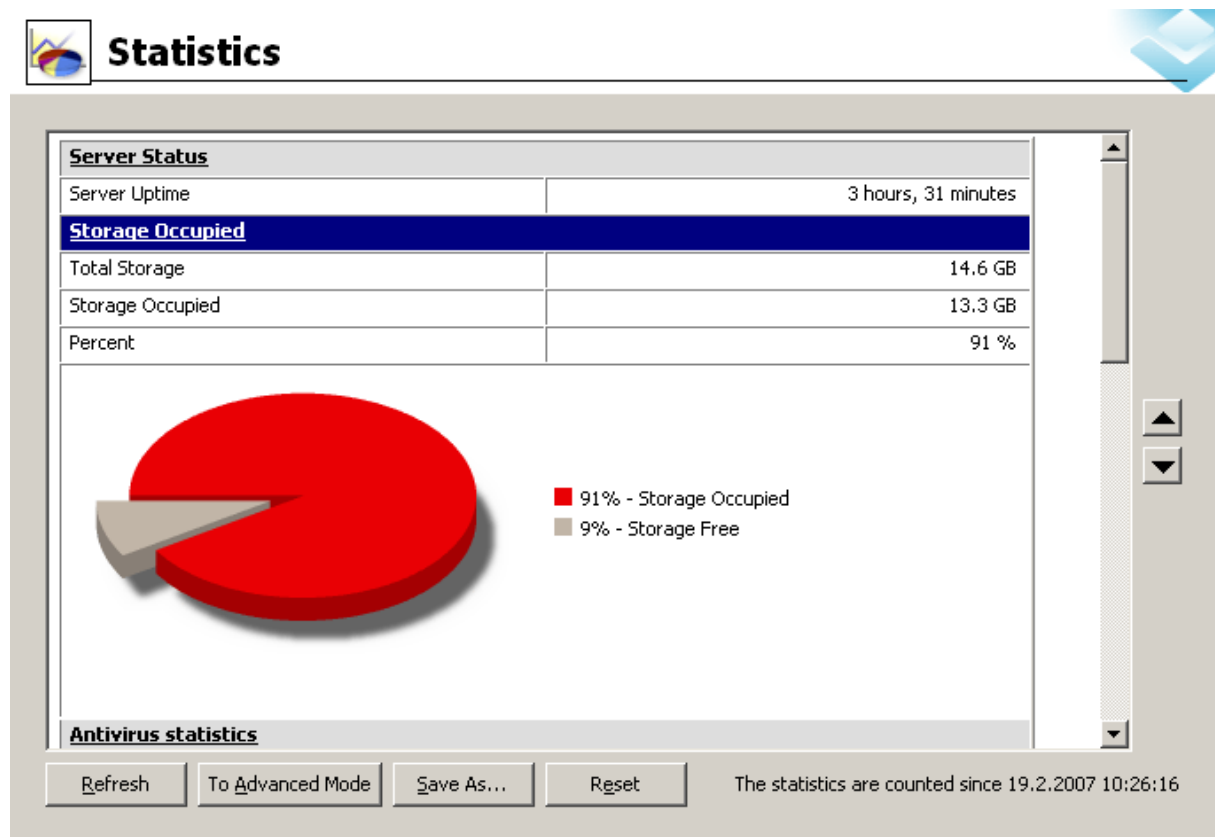 Statistics
Server Status
Server Uptime 3 hours, 31 minutes
Storage Occupied
Total Storage 14.6 GB
Storage Occupied 13.3 GB
Percent 91 %
91% - Storage Occupied
9% - Storage Free
Antivirus statistics
Refresh To Advanced Mode Save As... Reset The statistics are counted since 19.2.2007 10:26:16